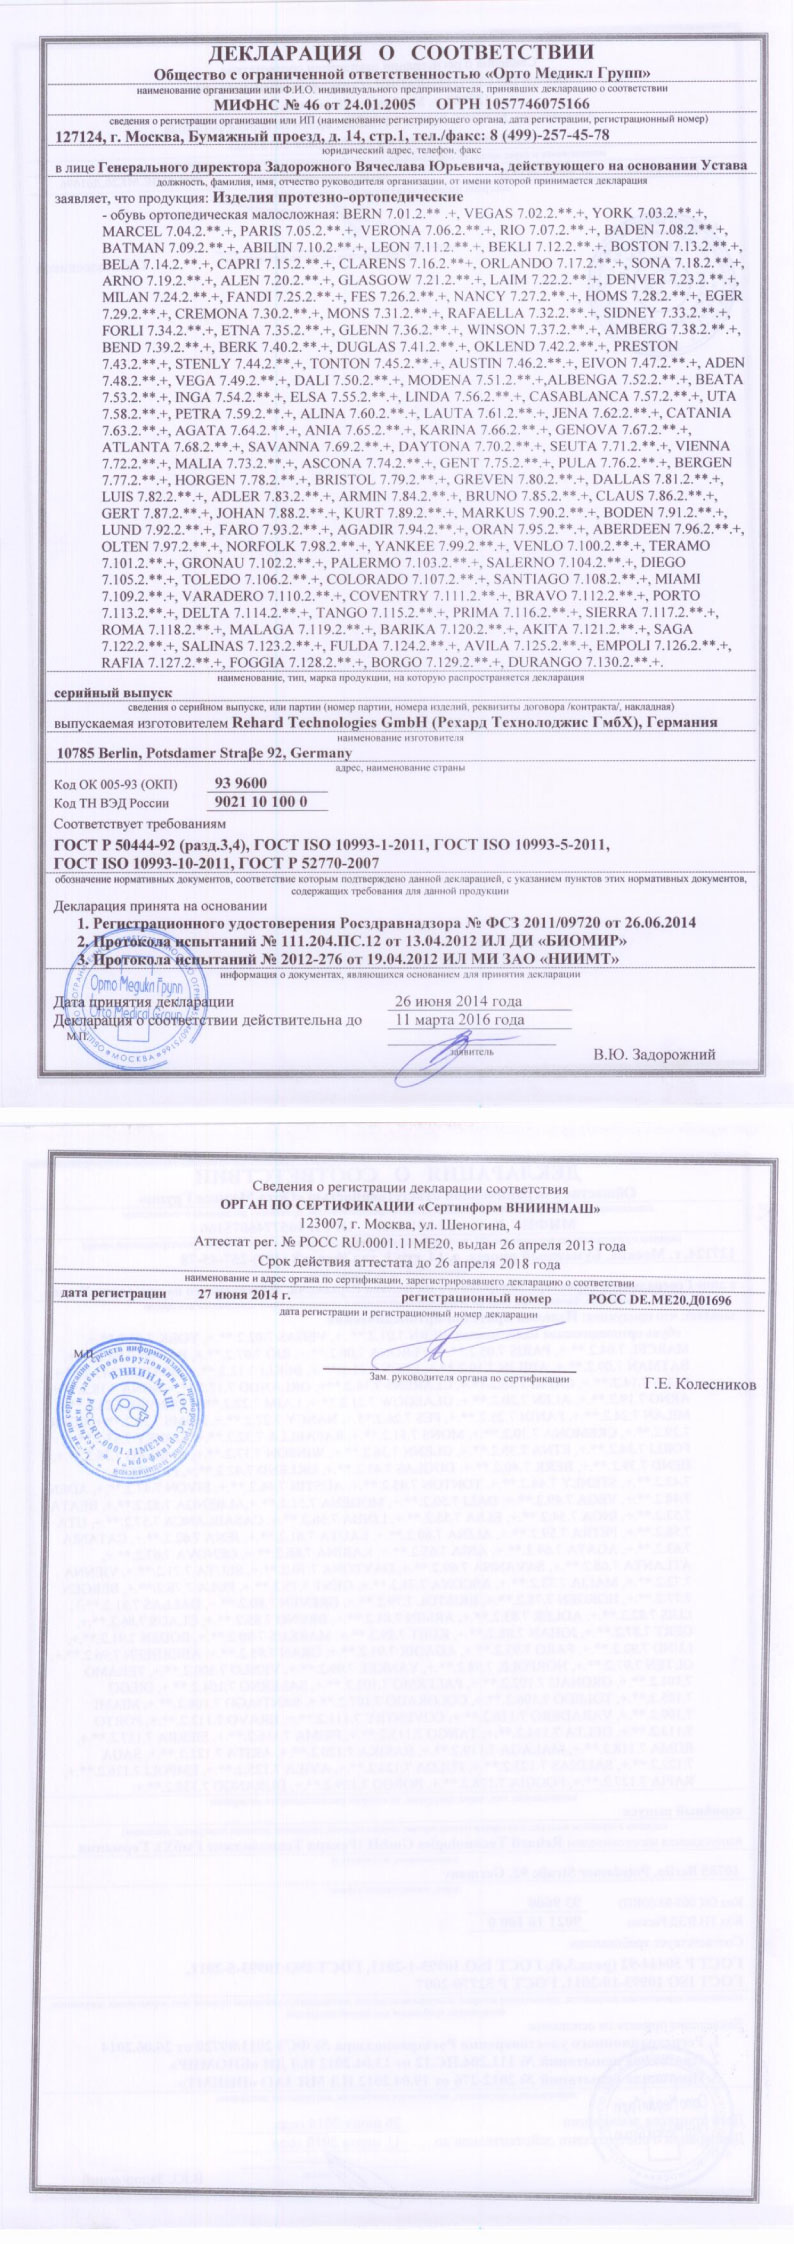 ДЕКЛАРАЦИЯ О СООТВЕТСТВИИ
Общество с ограниченной ответственностью «Орто Медикл Групп»
наименование организации или Ф.И.О. индивидуального предпринимателя, принявших декларацию о соответствии
МИФНС № 46 от 24.01.2005 ОГРН 1057746075166
сведения о регистрации организации или ИП (наименование регистрирующего органа, дата регистрации, регистрационный номер)
127124, г. Москва, Бумажный проезд, д. 14, стр.1, тел./факс: 8 (499)-257-45-78
юридический адрес, телефон, факс
в лице Генерального директора Задорожного Вячеслава Юрьевича, действующего на основании Устава
должность, фамилия, имя, отчество руководителя организации, от имени которой принимается декларация
заявляет, что продукция: Изделия протезно-ортопедические
- обувь ортопедическая малосложная: BERN 7.01.2.** .+, VEGAS 7.02.2.**.+, YORK 7.03.2.**.+,
MARCEL 7.04.2.**.+, PARIS 7.05.2.**.+, VERONA 7.06.2.**.+, RIO 7.07.2.**.+, BADEN 7.08.2.**.+,
BATMAN 7.09.2.**.+, ABILIN 7.10.2.**.+, LEON 7.11.2.**.+, BEKLI 7.12.2.**.+, BOSTON 7.13.2.**.+,
BELA 7.14.2.**.+, CAPRI 7.15.2.**.+, CLARENS 7.16.2.**+, ORLANDO 7.17.2.**.+, SONA 7.18.2.**.+,
ARNO 7.19.2.**.+, ALEN 7.20.2.**.+, GLASGOW 7.21.2.**.+, LAIM 7.22.2.**.+, DENVER 7.23.2.**.+,
MILAN 7.24.2.**.+, FANDI 7.25.2.**.+, FES 7.26.2.**.+, NANCY 7.27.2.**.+, HOMS 7.28.2.**.+, EGER
7.29.2.**.+, CREMONA 7.30.2.**.+, MONS 7.31.2.**.+, RAFAELLA 7.32.2.**.+, SIDNEY 7.33.2.**.+,
FORLI 7.34.2.**.+, ETNA 7.35.2.**.+, GLENN 7.36.2.**.+, WINSON 7.37.2.**.+, AMBERG 7.38.2.**.+,
BEND 7.39.2.**.+, BERK 7.40.2.**.+, DUGLAS 7.41.2.**.+, OKLEND 7.42.2.**.+, PRESTON
7.43.2.**.+, STENLY 7.44.2.**.+, TONTON 7.45.2.**.+, AUSTIN 7.46.2.**.+, EIVON 7.47.2.**.+, ADEN
7.48.2.**.+, VEGA 7.49.2.**.+, DALI 7.50.2.**.+, MODENA 7.51.2.**.+,ALBENGA 7.52.2.**.+, BEATA
7.53.2.**.+, INGA 7.54.2.**.+, ELSA 7.55.2.**.+, LINDA 7.56.2.**.+, CASABLANCA 7.57.2.**.+, UTA
7.58.2.**.+, PETRA 7.59.2.**.+, ALINA 7.60.2.**.+, LAUTA 7.61.2.**.+, JENA 7.62.2.**.+, CATANIA
7.63.2.**.+, AGATA 7.64.2.**.+, ANIA 7.65.2.**.+, KARINA 7.66.2.**.+, GENOVA 7.67.2.**.+,
ATLANTA 7.68.2.**.+, SAVANNA 7.69.2.**.+, DAYTONA 7.70.2.**.+, SEUTA 7.71.2.**.+, VIENNA
7.72.2.**.+, MALIA 7.73.2.**.+, ASCONA 7.74.2.**.+, GENT 7.75.2.**.+, PULA 7.76.2.**.+, BERGEN
7.77.2.**.+, HORGEN 7.78.2.**.+, BRISTOL 7.79.2.**.+, GREVEN 7.80.2.**.+, DALLAS 7.81.2.**.+,
LUIS 7.82.2.**.+, ADLER 7.83.2.**.+, ARMIN 7.84.2.**.+, BRUNO 7.85.2.**.+, CLAUS 7.86.2.**.+,
GERT 7.87.2.**.+, JOHAN 7.88.2.**.+, KURT 7.89.2.**.+, MARKUS 7.90.2.**.+, BODEN 7.91.2.**.+,
LUND 7.92.2.**.+, FARO 7.93.2.**.+, AGADIR 7.94.2.**.+, ORAN 7.95.2.**.+, ABERDEEN 7.96.2.**.+,
OLTEN 7.97.2.**.+, NORFOLK 7.98.2.**.+, YANKEE 7.99.2.**.+, VENLO 7.100.2.**.+, TERAMO
7.101.2.**.+, GRONAU 7.102.2.**.+, PALERMO 7.103.2.**.+, SALERNO 7.104.2.**.+, DIEGO
7.105.2.**.+, TOLEDO 7.106.2.**.+, COLORADO 7.107.2.**.+, SANTIAGO 7.108.2.**.+, MIAMI
7.109.2.**.+, VARADERO 7.110.2.**.+, COVENTRY 7.111.2.**.+, BRAVO 7.112.2.**.+, PORTO
7.113.2.**.+, DELTA 7.114.2.**.+, TANGO 7.115.2.**.+, PRIMA 7.116.2.**.+, SIERRA 7.117.2.**.+,
ROMA 7.118.2.**.+, MALAGA 7.119.2.**.+, BARIKA 7.120.2.**.+, AKITA 7.121.2.**.+, SAGA
7.122.2.**.+, SALINAS 7.123.2.**.+, FULDA 7.124.2.**.+, AVILA 7.125.2.**.+, EMPOLI 7.126.2.**.+,
RAFIA 7.127.2.**.+, FOGGIA 7.128.2.**.+, BORGO 7.129.2.**.+, DURANGO 7.130.2.**.+.
наименование, тип, марка продукции, на которую распространяется декларация
серийный выпуск
сведения о серийном выпуске, или партии (номер партии, номера изделий, реквизиты договора /контракта/, накладная)
выпускаемая изготовителем Rehard Technologies GmbH (Рехард Технолоджис ГмбХ), Германия
наименование изготовителя
10785 Berlin, Potsdamer Straβe 92, Germany
адрес, наименование страны
Код ОК 005-93 (ОКП) 93 9600
Код ТН ВЭД России 9021 10 100 0
Соответствует требованиям
ГОСТ Р 50444-92 (разд.3,4), ГОСТ ISO 10993-1-2011, ГОСТ ISO 10993-5-2011,
ГОСТ ISO 10993-10-2011, ГОСТ Р 52770-2007
обозначение нормативных документов, соответствие которым подтверждено данной декларацией, с указанием пунктов этих нормативных документов,
содержащих требования для данной продукции
Декларация принята на основании
1. Регистрационного удостоверения Росздравнадзора № ФСЗ 2011/09720 от 26.06.2014
2. Протокола испытаний № 111.204.ПС.12 от 13.04.2012 ИЛ ДИ «БИОМИР»
3. Протокола испытаний № 2012-276 от 19.04.2012 ИЛ МИ ЗАО «НИИМТ»
информация о документах, являющихся основанием для принятия декларации
Орто Медикл Групп
Orto Medical Group
МОСКВА
Дата принятия декларации 26 июня 2014 года
Декларация о соответствии действительна до 11 марта 2016 года
М.П.
заявитель
В.Ю. Задорожний
Сведения о регистрации декларации соответствия
ОРГАН ПО СЕРТИФИКАЦИИ «Сертинформ ВНИИНМАШ»
123007, г. Москва, ул. Шеногина, 4
Аттестат рег. № РОСС RU.0001.11МЕ20, выдан 26 апреля 2013 года
Срок действия аттестата до 26 апреля 2018 года
наименование и адрес органа по сертификации, зарегистрировавшего декларацию о соответствии
дата регистрации 27 июня 2014 г. регистрационный номер РОСС DE.МЕ20.Д01696
дата регистрации и регистрационный номер декларации
М.П.
ВНИИНМАШ
РОСС RU.0001.11МЕ20
Зам. руководителя органа по сертификации
Г.Е. Колесников